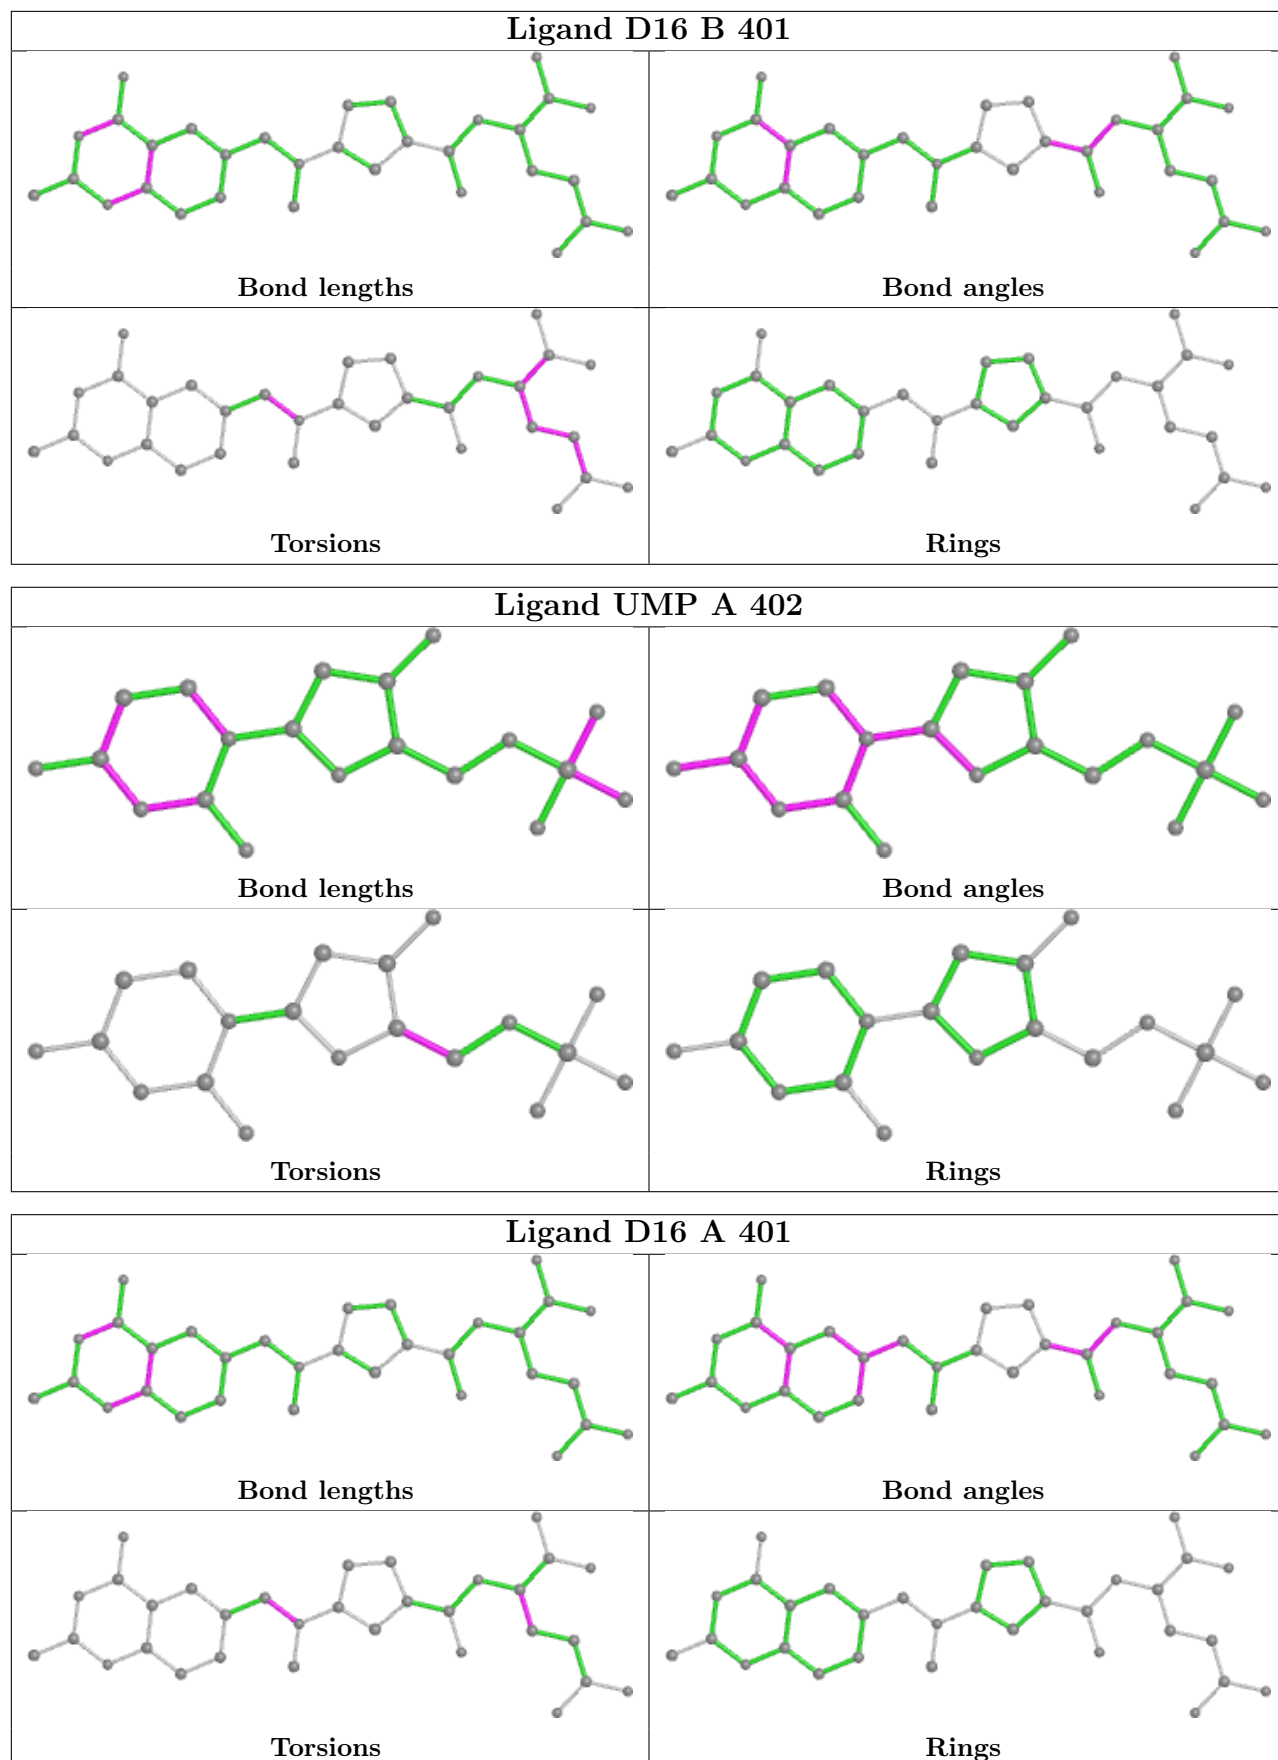 Ligand D16 B 401
Bond lengths
Bond angles
Torsions
Rings
Ligand UMP A 402
Bond lengths
Bond angles
Torsions
Rings
Ligand D16 A 401
Bond lengths
Bond angles
Torsions
Rings